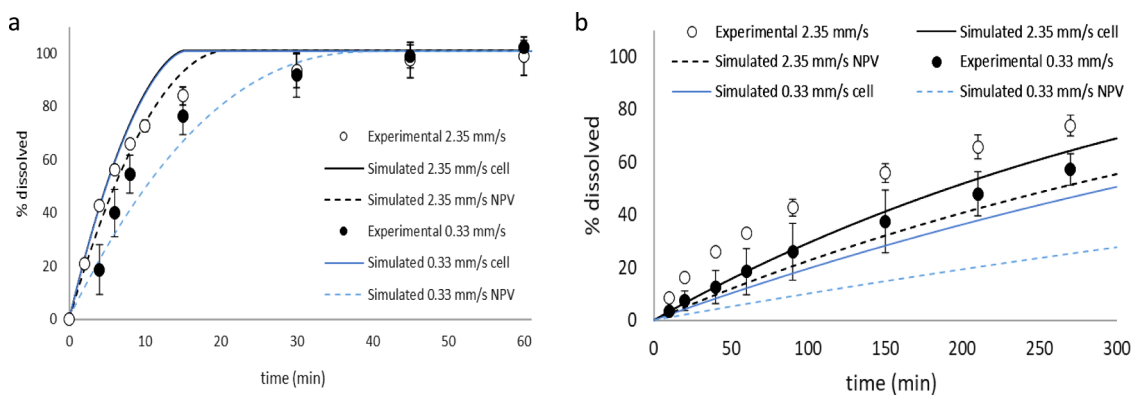 a
% dissolved
100
80
60
40
20
0
0
10
20
30
40
50
60
time (min)
Experimental 2.35 mm/s
Simulated 2.35 mm/s cell
Simulated 2.35 mm/s NPV
Experimental 0.33 mm/s
Simulated 0.33 mm/s cell
Simulated 0.33 mm/s NPV
b
% dissolved
100
80
60
40
20
0
0
50
100
150
200
250
300
time (min)
Experimental 2.35 mm/s
Simulated 2.35 mm/s cell
Simulated 2.35 mm/s NPV
Experimental 0.33 mm/s
Simulated 0.33 mm/s cell
Simulated 0.33 mm/s NPV